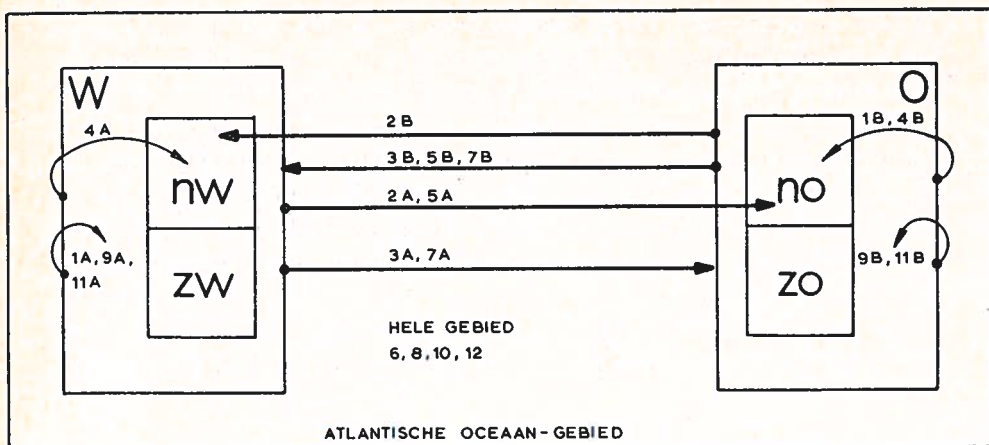 W
O
4A
2B
1B, 4B
3B, 5B, 7B
nw
no
2A, 5A
1A, 9A,
11A
3A, 7A
9B, 11B
zw
zo
HELE GEBIED
6, 8, 10, 12
ATLANTISCHE OCEAAN-GEBIED